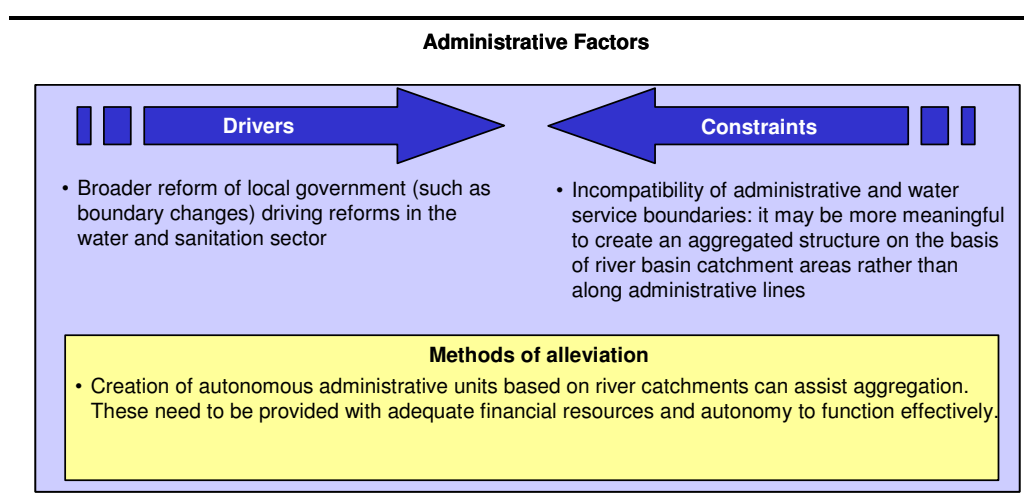 Administrative Factors
Drivers
• Broader reform of local government (such as
boundary changes) driving reforms in the
water and sanitation sector
Constraints
• Incompatibility of administrative and water
service boundaries: it may be more meaningful
to create an aggregated structure on the basis
of river basin catchment areas rather than
along administrative lines
Methods of alleviation
• Creation of autonomous administrative units based on river catchments can assist aggregation.
These need to be provided with adequate financial resources and autonomy to function effectively.